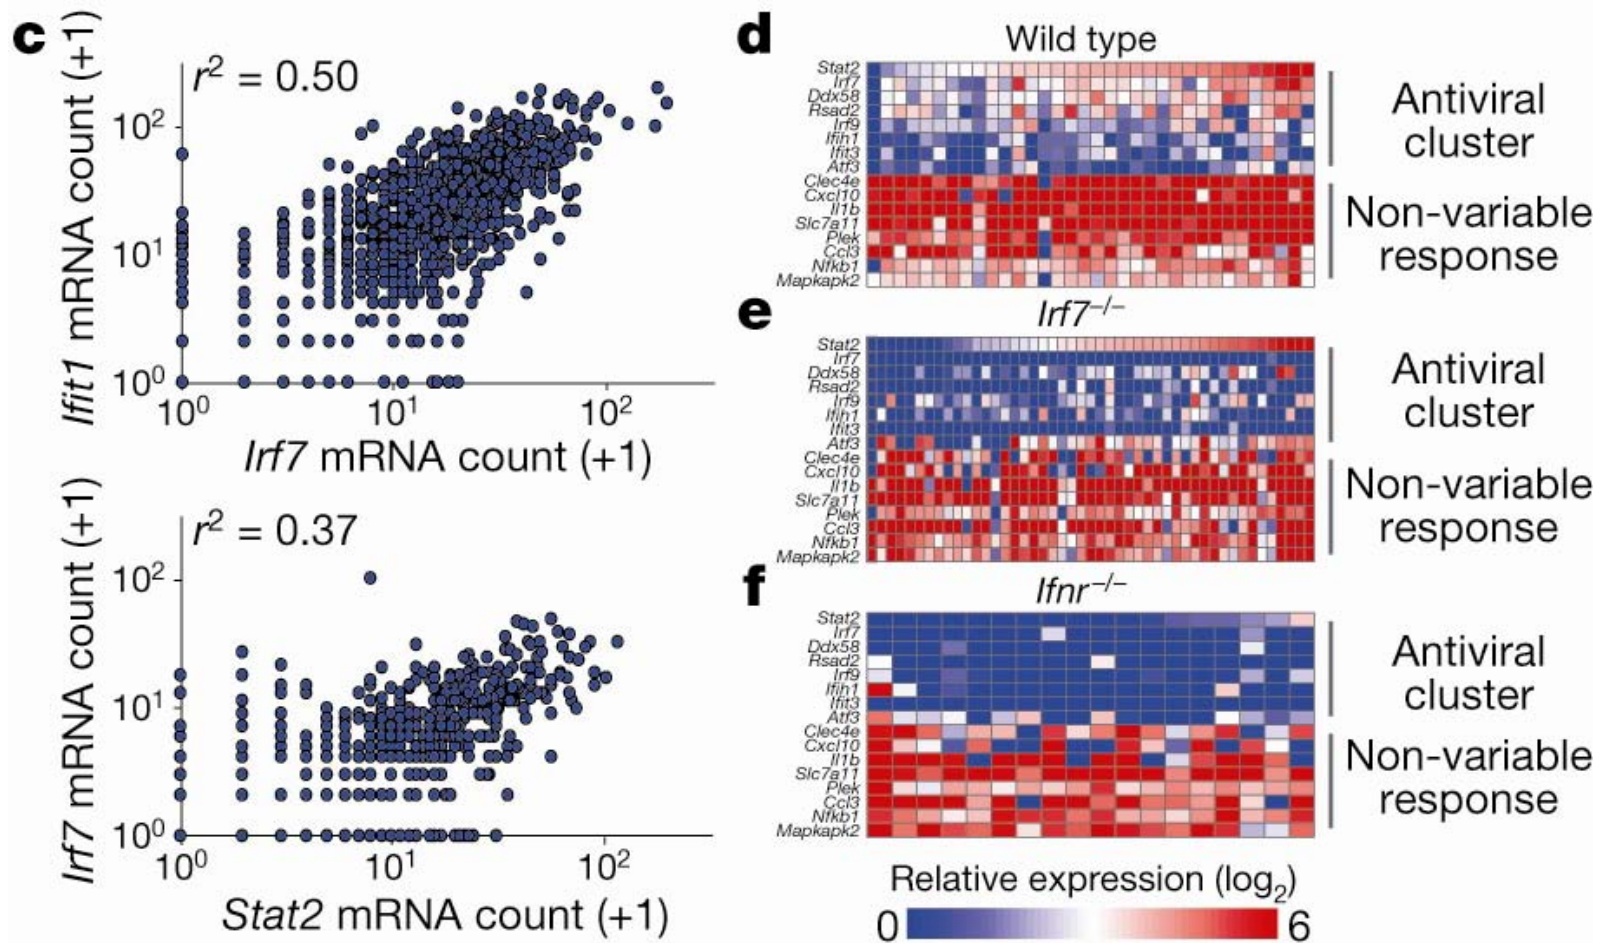 c
Ifit1 mRNA count (+1)
r² = 0.50
10²
10¹
10⁰
10⁰ 10¹ 10²
Irf7 mRNA count (+1)
Irf7 mRNA count (+1)
r² = 0.37
10²
10¹
10⁰
10⁰ 10¹ 10²
Stat2 mRNA count (+1)
d
Wild type
Stat2
Irf7
Ddx58
Rsad2
Irf9
Ifih1
Ifit3
Atf3
Clec4e
Cxcl10
Il1b
Slc7a11
Plek
Ccl3
Nfkb1
Mapkapk2
Antiviral
cluster
Non-variable
response
e
Irf7⁻/⁻
Stat2
Irf7
Ddx58
Rsad2
Irf9
Ifih1
Ifit3
Atf3
Clec4e
Cxcl10
Il1b
Slc7a11
Plek
Ccl3
Nfkb1
Mapkapk2
Antiviral
cluster
Non-variable
response
f
Ifnr⁻/⁻
Stat2
Irf7
Ddx58
Rsad2
Irf9
Ifih1
Ifit3
Atf3
Clec4e
Cxcl10
Il1b
Slc7a11
Plek
Ccl3
Nfkb1
Mapkapk2
Antiviral
cluster
Non-variable
response
Relative expression (log₂)
0 6